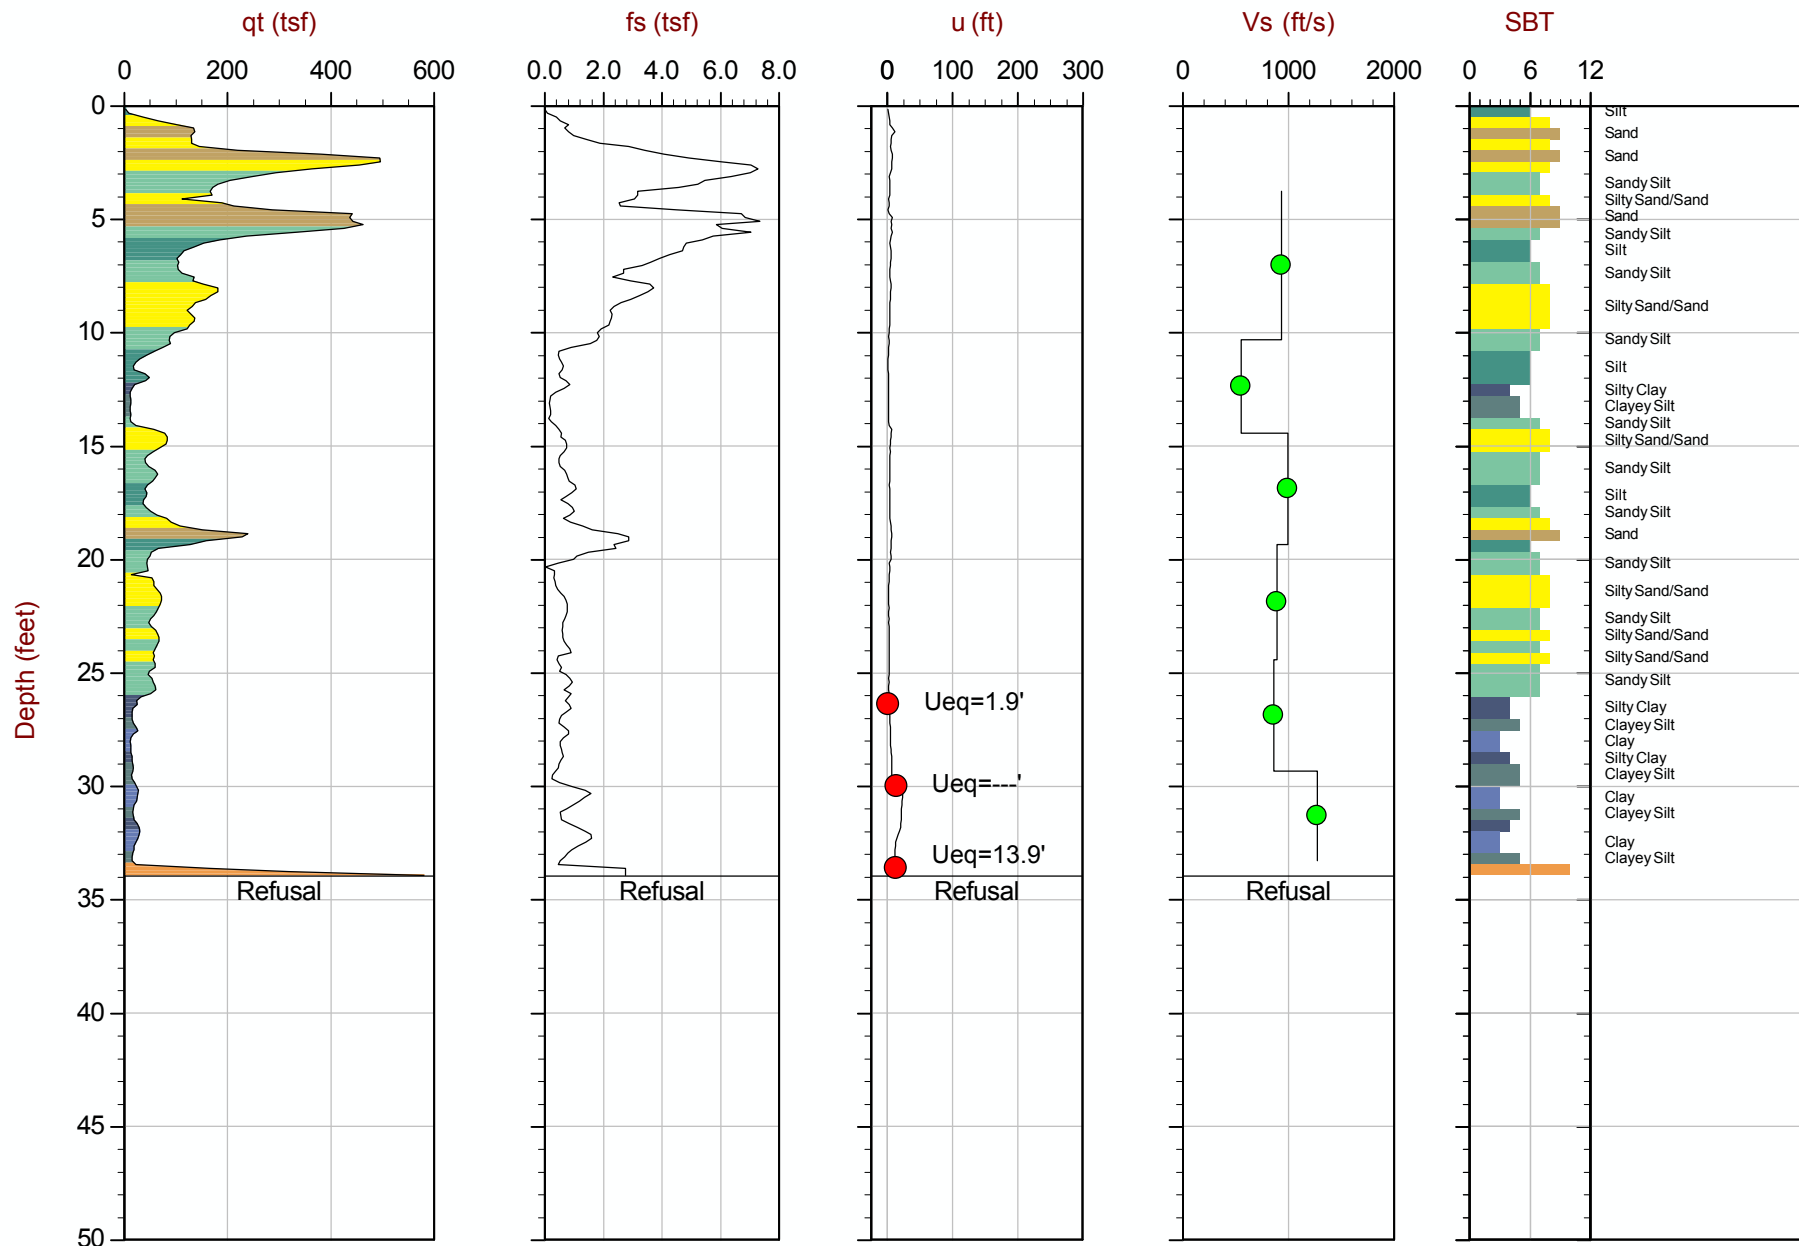 qt (tsf) fs (tsf) u (ft) Vs (ft/s) SBT
0 200 400 600 0.0 2.0 4.0 6.0 8.0 0 100 200 300 0 1000 2000 0 6 12
0
Silt
Sand
Sand
Sandy Silt
Silty Sand/Sand
Sand
5
Sandy Silt
Silt
Sandy Silt
Silty Sand/Sand
10
Sandy Silt
Silt
Silty Clay
Clayey Silt
Sandy Silt
Silty Sand/Sand
15
Sandy Silt
Silt
Sandy Silt
Sand
20
Sandy Silt
Silty Sand/Sand
Sandy Silt
Silty Sand/Sand
Silty Sand/Sand
25
Sandy Silt
Ueq=1.9' Silty Clay
Clayey Silt
Clay
Silty Clay
Clayey Silt
30 Ueq=---'
Clay
Clayey Silt
Clay
Ueq=13.9' Clayey Silt
Refusal Refusal Refusal Refusal
35
40
45
50
Depth (feet)